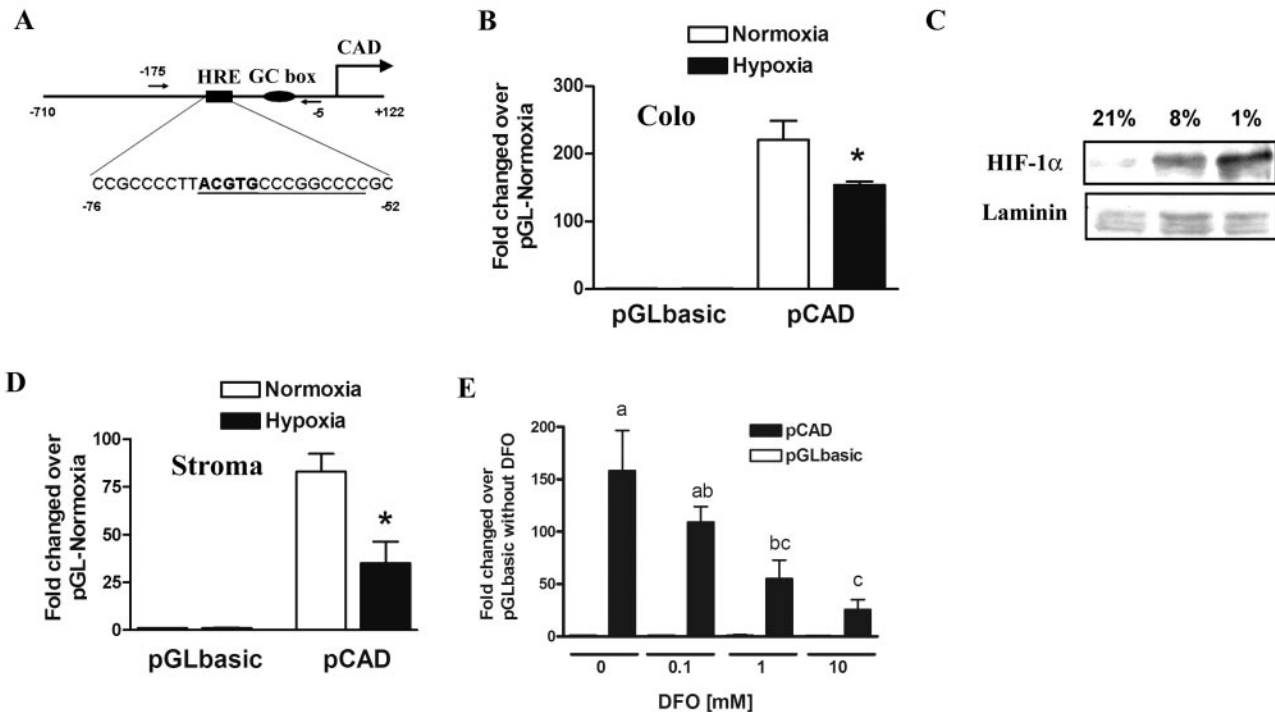 A
CAD
-175
HRE
GC box
-5
-710
+122
CCGCCCCTTACGTGCCCGGCCCCGC
-76
-52
B
Normoxia
Hypoxia
Fold changed over
pGL-Normoxia
300
200
100
0
Colo
*
pGLbasic
pCAD
C
21%
8%
1%
HIF-1α
Laminin
D
Normoxia
Hypoxia
Fold changed over
pGL-Normoxia
100
75
50
25
0
Stroma
*
pGLbasic
pCAD
E
pCAD
pGLbasic
Fold changed over
pGLbasic without DFO
200
150
100
50
0
a
ab
bc
c
0
0.1
1
10
DFO [mM]